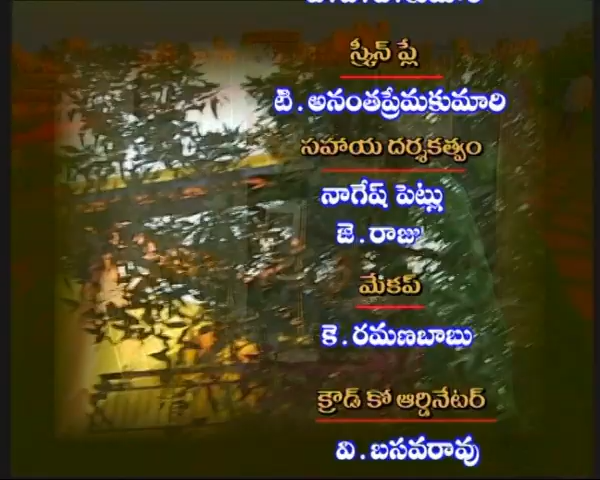 స్క్రీన్ ప్లే
టి.అనంతప్రేమకుమారి
సహాయ దర్శకత్వం
నాగేష్ పెట్లు
జె.రాజు
మేకప్
కె.రమణబాబు
క్రౌడ్ కో ఆర్డినేటర్
వి.బసవరావు